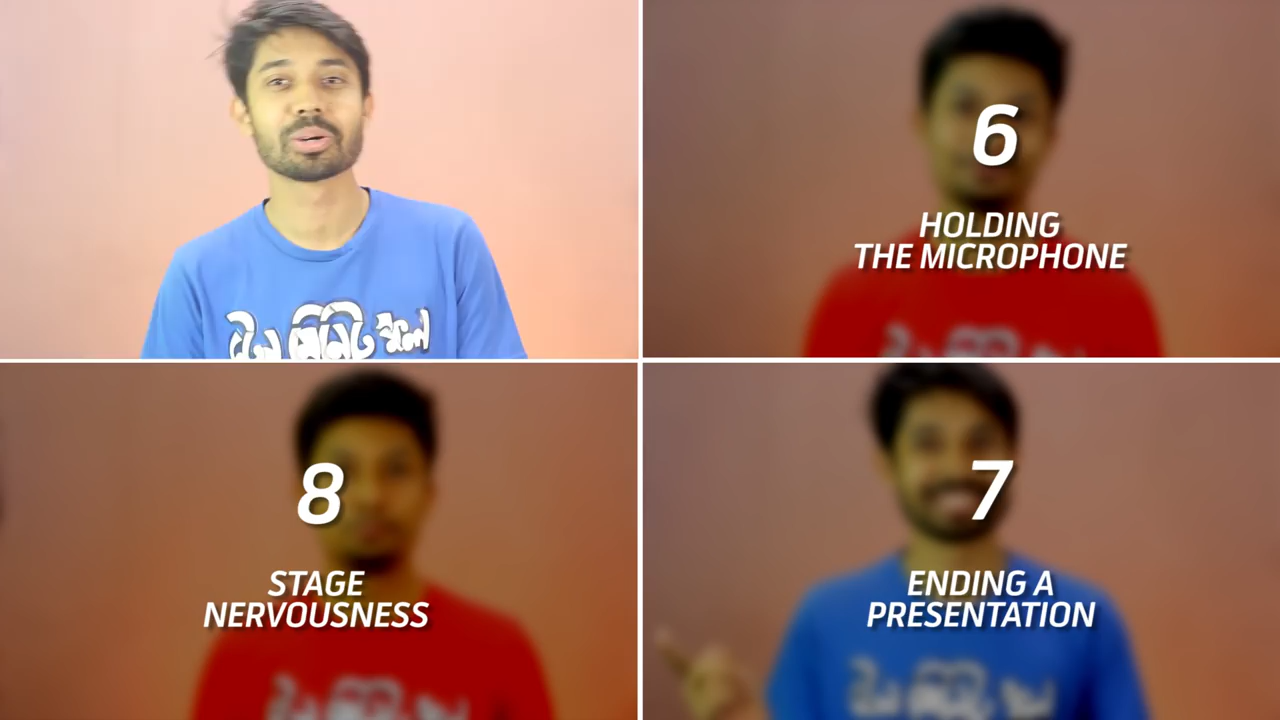 6
HOLDING
THE MICROPHONE
8
STAGE
NERVOUSNESS
7
ENDING A
PRESENTATION